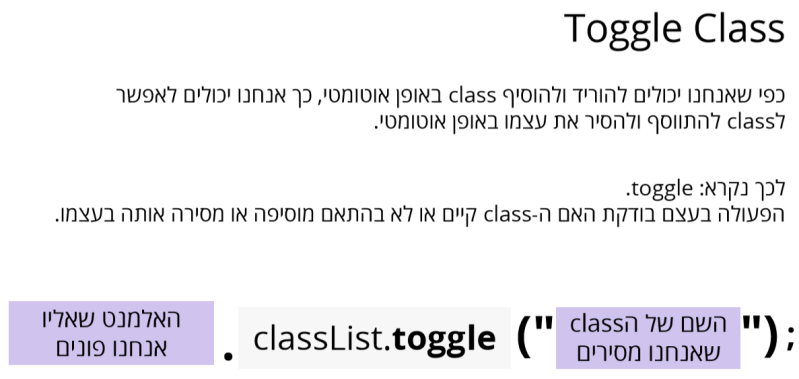 Toggle Class
כפי שאנחנו יכולים להוריד ולהוסיף class באופן אוטומטי, כך אנחנו יכולים לאפשר
לclass להתווסף ולהסיר את עצמו באופן אוטומטי.
לכך נקרא: toggle.
הפעולה בעצם בודקת האם ה-class קיים או לא בהתאם מוסיפה או מסירה אותה בעצמו.
האלמנט שאליו
אנחנו פונים
.classList.toggle ("
השם של הclass
שאנחנו מסירים
");